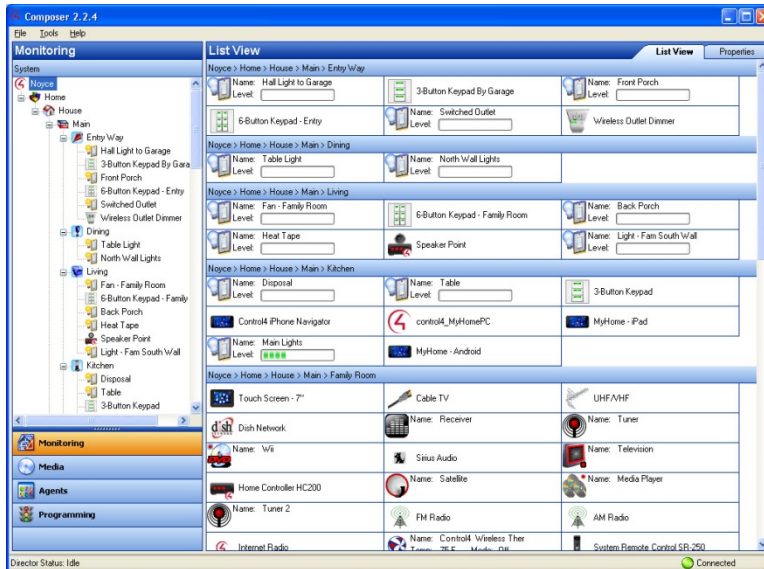 Composer 2.2.4
File Tools Help
Monitoring
System
Noyce
Home
House
Main
Entry Way
Hall Light to Garage
3-Button Keypad By Gara
Front Porch
6-Button Keypad - Entry
Switched Outlet
Wireless Outlet Dimmer
Dining
Table Light
North Wall Lights
Living
Fan - Family Room
6-Button Keypad - Family
Back Porch
Heat Tape
Speaker Point
Light - Fam South Wall
Kitchen
Disposal
Table
3-Button Keypad
Monitoring
Media
Agents
Programming
List View
List View Properties
Noyce > Home > House > Main > Entry Way
Name: Hall Light to Garage
Level:
3-Button Keypad By Garage
Name: Front Porch
Level:
6-Button Keypad - Entry
Name: Switched Outlet
Level:
Wireless Outlet Dimmer
Noyce > Home > House > Main > Dining
Name: Table Light
Level:
Name: North Wall Lights
Level:
Noyce > Home > House > Main > Living
Name: Fan - Family Room
Level:
6-Button Keypad - Family Room
Name: Back Porch
Level:
Name: Heat Tape
Level:
Speaker Point
Name: Light - Fam South Wall
Level:
Noyce > Home > House > Main > Kitchen
Name: Disposal
Level:
Name: Table
Level:
3-Button Keypad
Control4 iPhone Navigator
control4_MyHomePC
MyHome - iPad
Name: Main Lights
Level:
MyHome - Android
Noyce > Home > House > Main > Family Room
Touch Screen - 7"
Cable TV
UHF/VHF
dish
Dish Network
Name: Receiver
Name: Tuner
Name: Wii
DVD
Sirius Audio
Name: Television
Home Controller HC200
Name: Satellite
Name: Media Player
Name: Tuner 2
FM Radio
AM Radio
Internet Radio
Name: Control4 Wireless Ther
Temp: 75 F Mode: Off
System Remote Control SR-250
Director Status: Idle
Connected